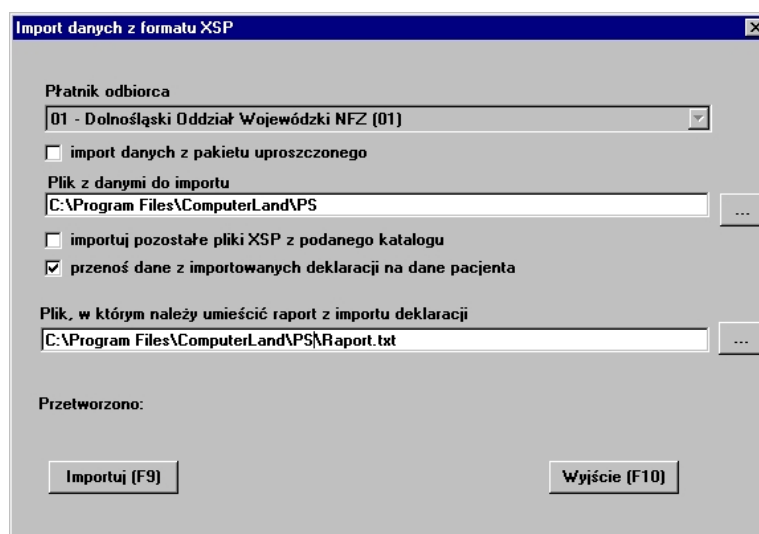 Import danych z formatu XSP
Płatnik odbiorca
01 - Dolnośląski Oddział Wojewódzki NFZ (01)
import danych z pakietu uproszczonego
Plik z danymi do importu
C:\Program Files\ComputerLand\PS
...
importuj pozostałe pliki XSP z podanego katalogu
przenoś dane z importowanych deklaracji na dane pacjenta
Plik, w którym należy umieścić raport z importu deklaracji
C:\Program Files\ComputerLand\PS\Raport.txt
...
Przetworzono:
Importuj (F9)
Wyjście (F10)